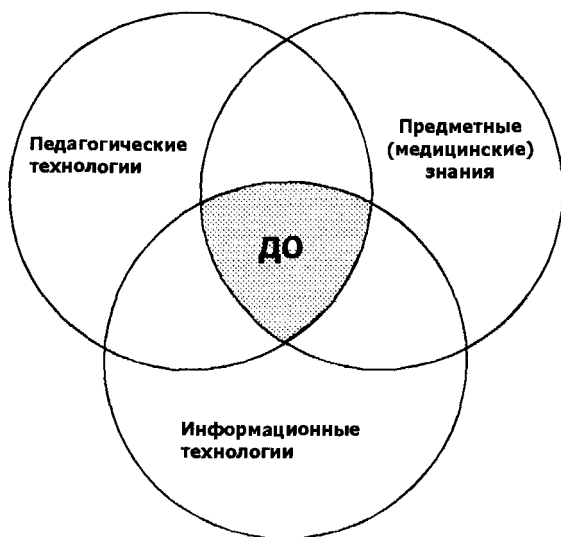 Педагогические
технологии
Предметные
(медицинские)
знания
ДО
Информационные
технологии